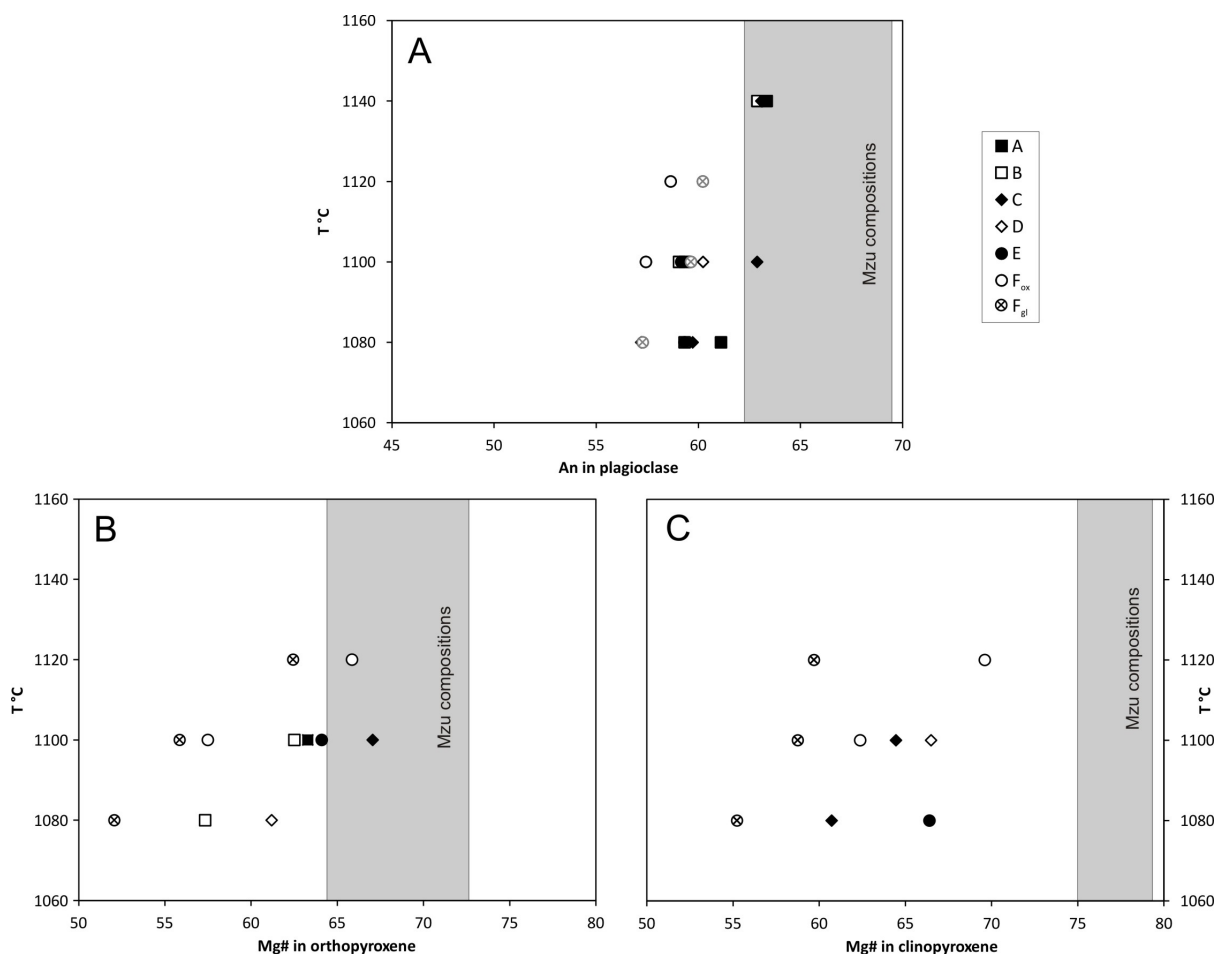 A
1160
1140
1120
1100
1080
1060
T °C
45
50
55
60
65
70
An in plagioclase
Mzu compositions
A
B
C
D
E
Fox
Fgl
B
1160
1140
1120
1100
1080
1060
T °C
50
55
60
65
70
75
80
Mg# in orthopyroxene
Mzu compositions
C
1160
1140
1120
1100
1080
1060
T °C
50
55
60
65
70
75
80
Mg# in clinopyroxene
Mzu compositions